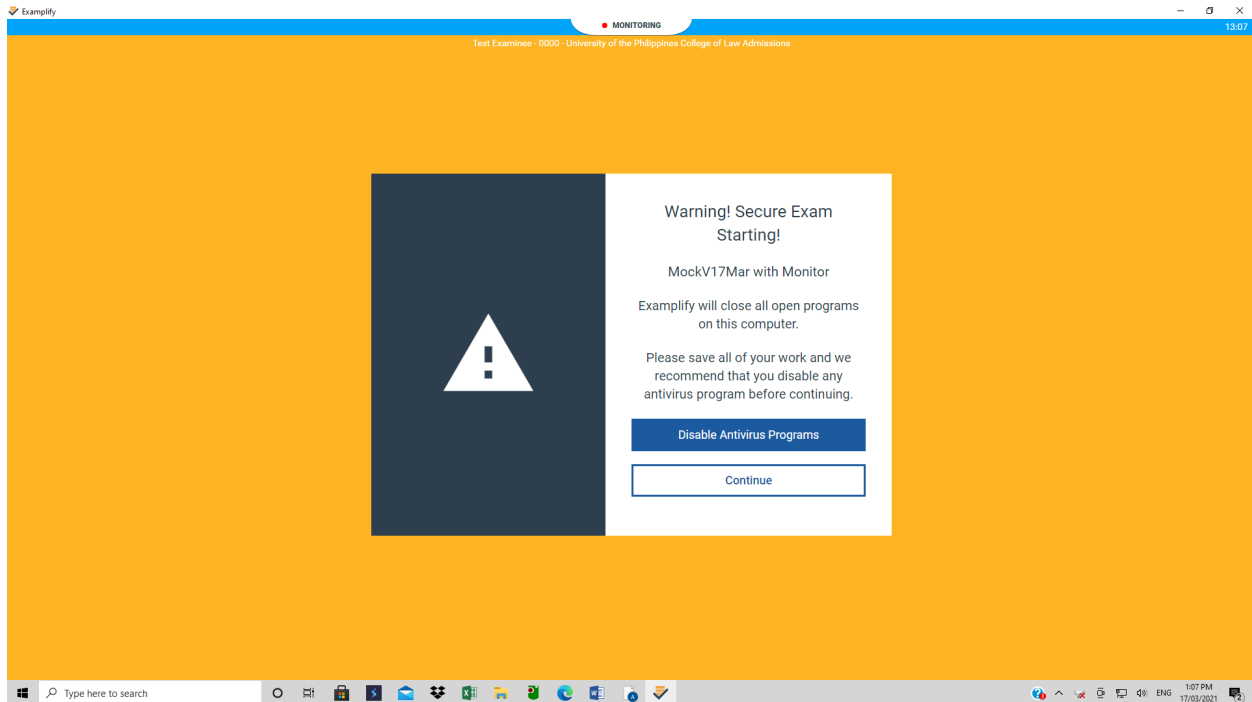 Examplify
MONITORING
13:07
Test Examinee - 0000 - University of the Philippines College of Law Admissions
Warning! Secure Exam
Starting!
MockV17Mar with Monitor
Examplify will close all open programs
on this computer.
Please save all of your work and we
recommend that you disable any
antivirus program before continuing.
Disable Antivirus Programs
Continue
Type here to search
ENG
1:07 PM
17/03/2021
2